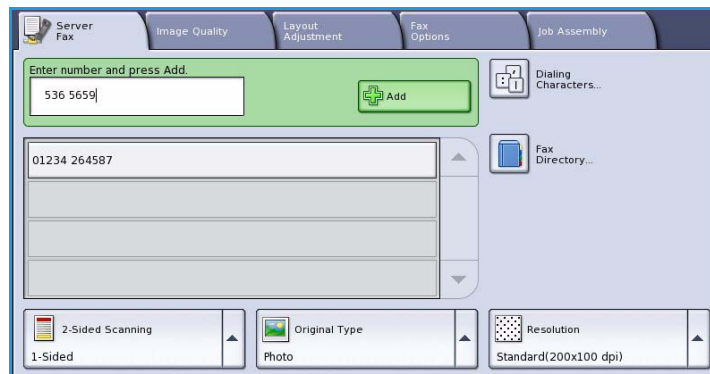 Server
Fax
Image Quality
Layout
Adjustment
Fax
Options
Job Assembly
Enter number and press Add.
536 5659
Add
Dialing
Characters...
01234 264587
Fax
Directory...
2-Sided Scanning
1-Sided
Original Type
Photo
Resolution
Standard(200x100 dpi)